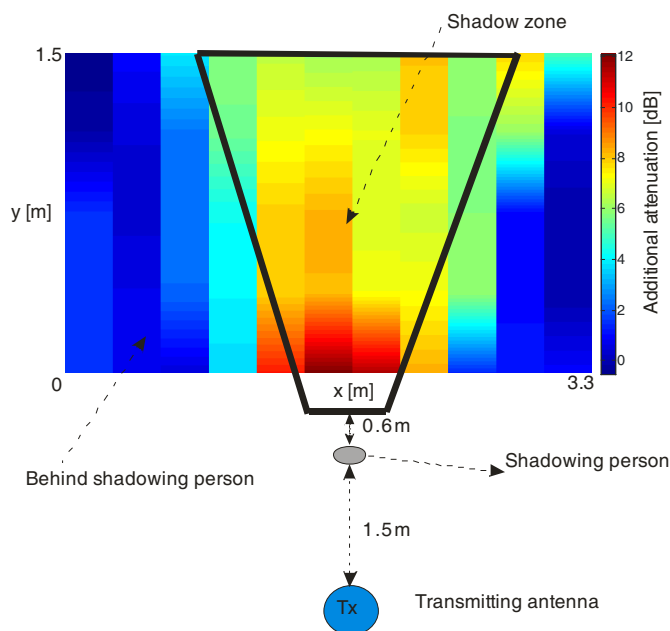 Shadow zone
1.5
12
10
8
6
4
2
0
Additional attenuation [dB]
y [m]
0
x [m]
3.3
0.6m
Behind shadowing person
Shadowing person
1.5m
Tx
Transmitting antenna